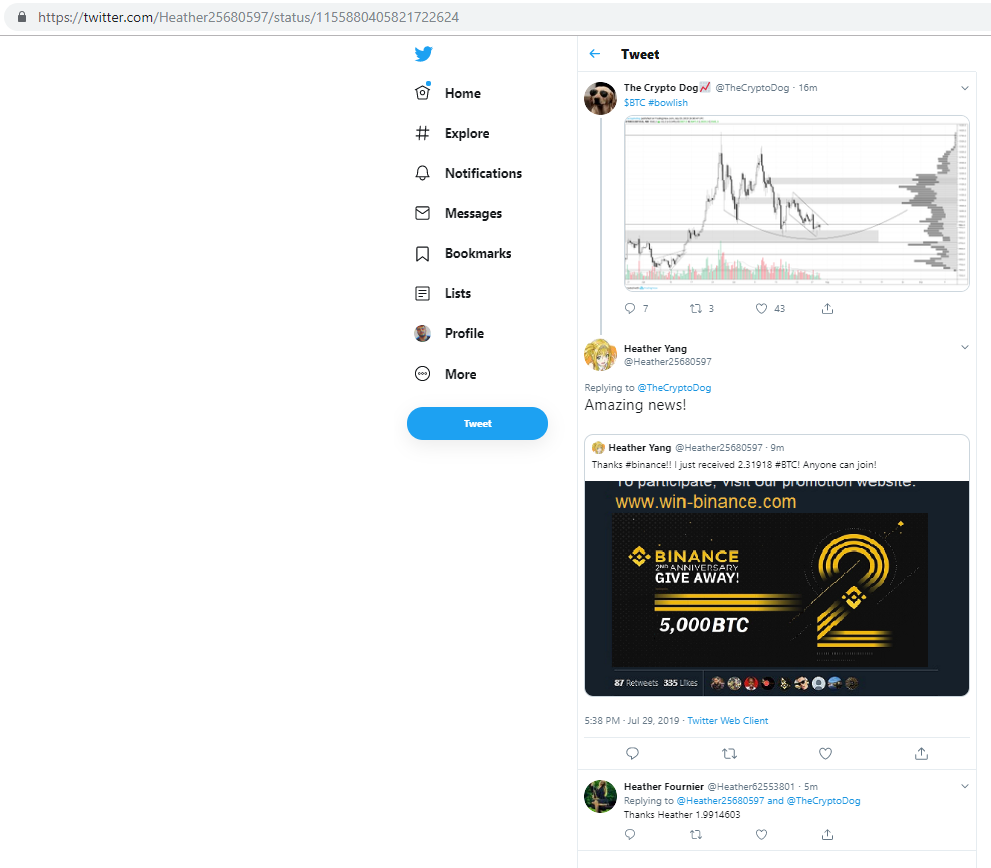 https://twitter.com/Heather25680597/status/1155880405821722624
Home
Explore
Notifications
Messages
Bookmarks
Lists
Profile
More
Tweet
Tweet
The Crypto Dog📈 @TheCryptoDog · 16m
$BTC #bowlish
7 3 43
Heather Yang
@Heather25680597
Replying to @TheCryptoDog
Amazing news!
Heather Yang @Heather25680597 · 9m
Thanks #binance!! I just received 2.31918 #BTC! Anyone can join!
To participate, visit our promotion website:
www.win-binance.com
BINANCE
2ND ANNIVERSARY
GIVE AWAY!
5,000 BTC
2
87 Retweets 335 Likes
5:38 PM · Jul 29, 2019 · Twitter Web Client
Heather Fournier @Heather62553801 · 5m
Replying to @Heather25680597 and @TheCryptoDog
Thanks Heather 1.9914603